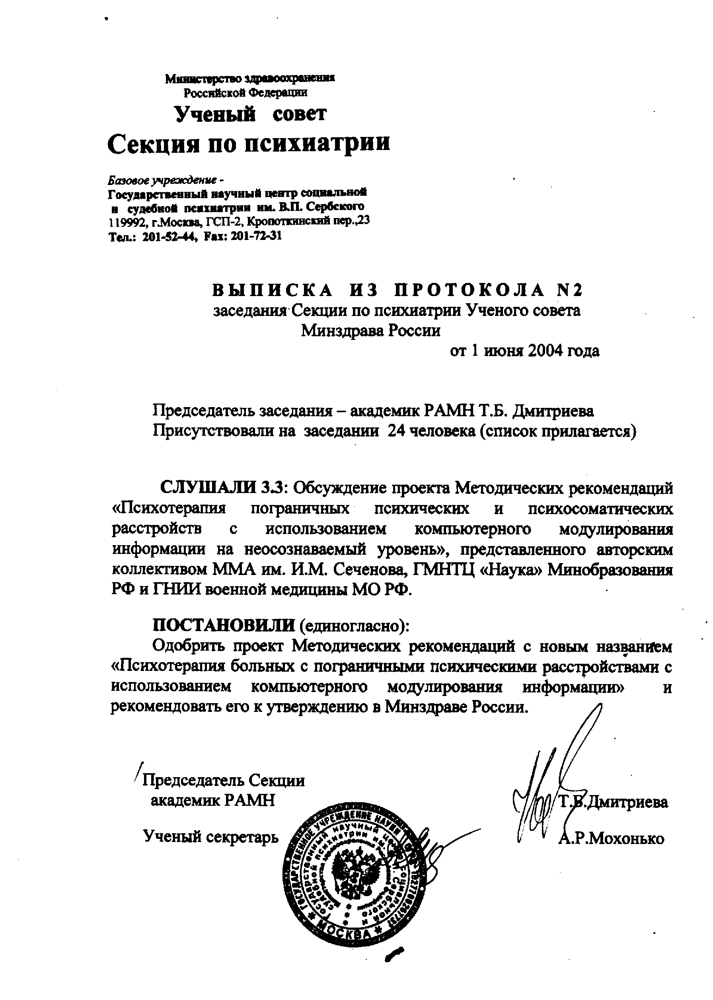 Министерство здравоохранения
Российской Федерации
Ученый совет
Секция по психиатрии
Базовое учреждение -
Государственный научный центр социальной
и судебной психиатрии им. В.П. Сербского
119992, г.Москва, ГСП-2, Кропоткинский пер.,23
Тел.: 201-52-44, Fax: 201-72-31
ВЫПИСКА ИЗ ПРОТОКОЛА N2
заседания Секции по психиатрии Ученого совета
Минздрава России
от 1 июня 2004 года
Председатель заседания – академик РАМН Т.Б. Дмитриева
Присутствовали на заседании 24 человека (список прилагается)
СЛУШАЛИ 3.3: Обсуждение проекта Методических рекомендаций
«Психотерапия пограничных психических и психосоматических
расстройств с использованием компьютерного модулирования
информации на неосознаваемый уровень», представленного авторским
коллективом ММА им. И.М. Сеченова, ГМНТЦ «Наука» Минобразования
РФ и ГНИИ военной медицины МО РФ.
ПОСТАНОВИЛИ (единогласно):
Одобрить проект Методических рекомендаций с новым названием
«Психотерапия больных с пограничными психическими расстройствами с
использованием компьютерного модулирования информации» и
рекомендовать его к утверждению в Минздраве России.
Председатель Секции
академик РАМН Т.Б.Дмитриева
Ученый секретарь А.Р.Мохонько
ГОСУДАРСТВЕННОЕ УЧРЕЖДЕНИЕ НАУКИ
Государственный научный центр социальной и
судебной психиатрии им. В.П. Сербского
МОСКВА